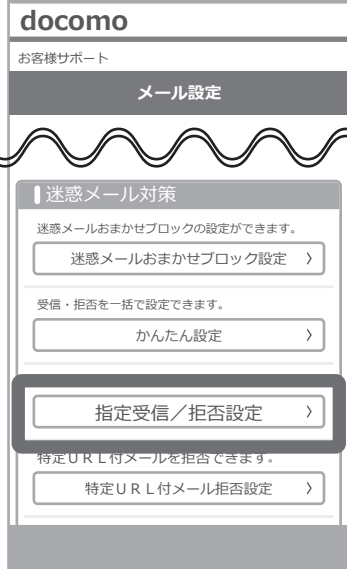 docomo
お客様サポート
メール設定
迷惑メール対策
迷惑メールおまかせブロックの設定ができます。
迷惑メールおまかせブロック設定
受信・拒否を一括で設定できます。
かんたん設定
指定受信／拒否設定
特定ＵＲＬ付メールを拒否できます。
特定ＵＲＬ付メール拒否設定